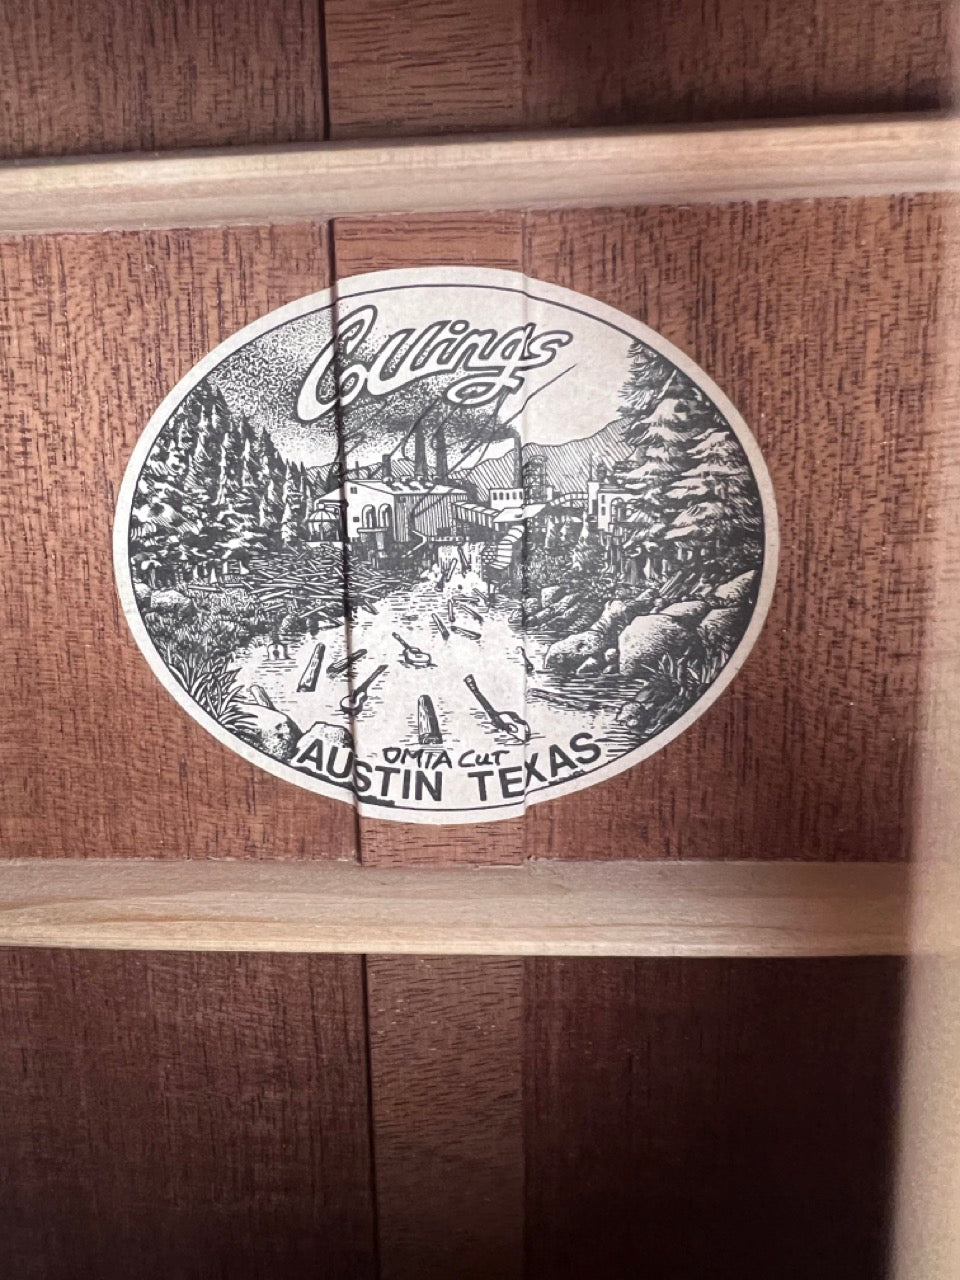 Collings
OM1A Cut
AUSTIN TEXAS